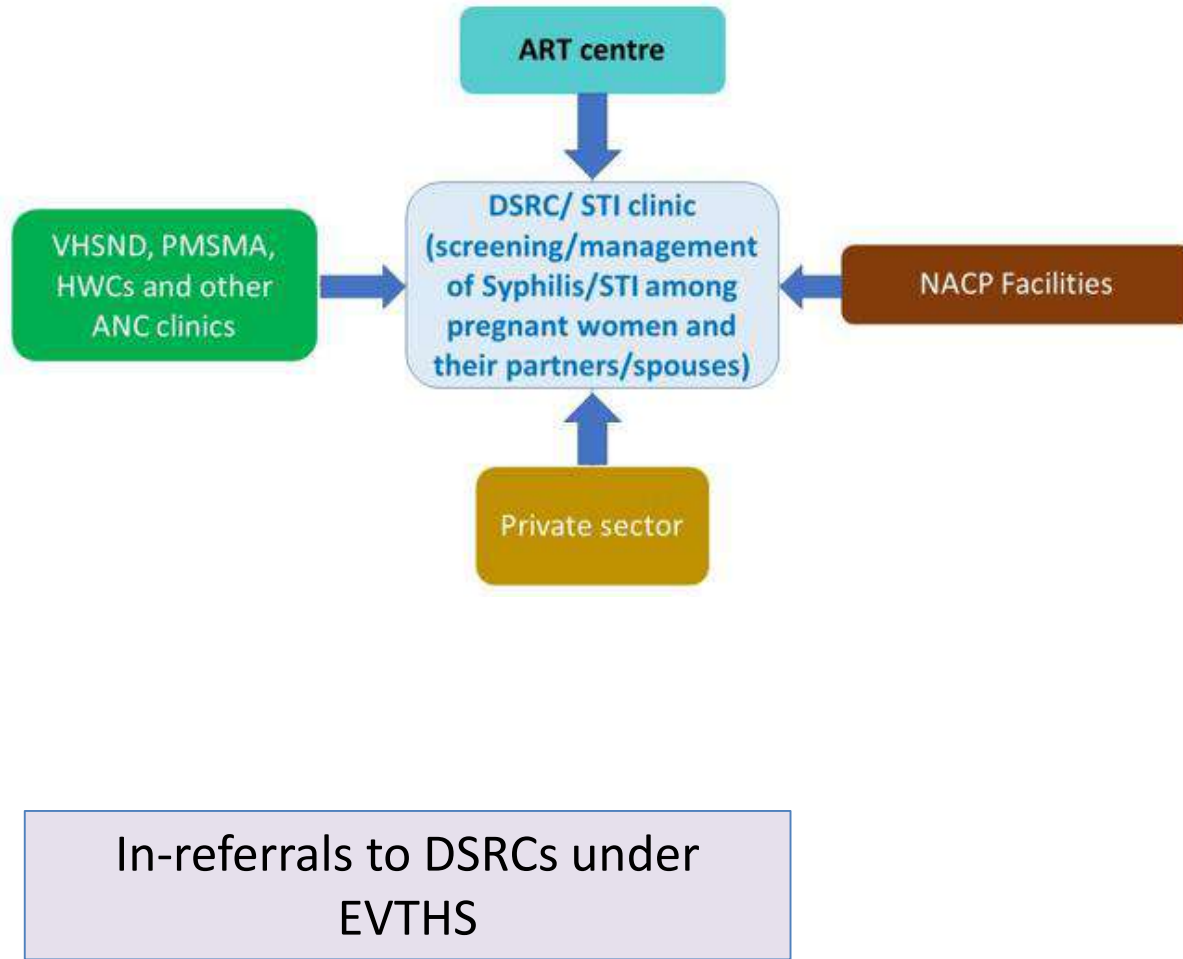 ART centre
DSRC/ STI clinic
(screening/management
of Syphilis/STI among
pregnant women and
their partners/spouses)
VHSND, PMSMA,
HWCs and other
ANC clinics
NACP Facilities
Private sector
In-referrals to DSRCs under
EVTHS